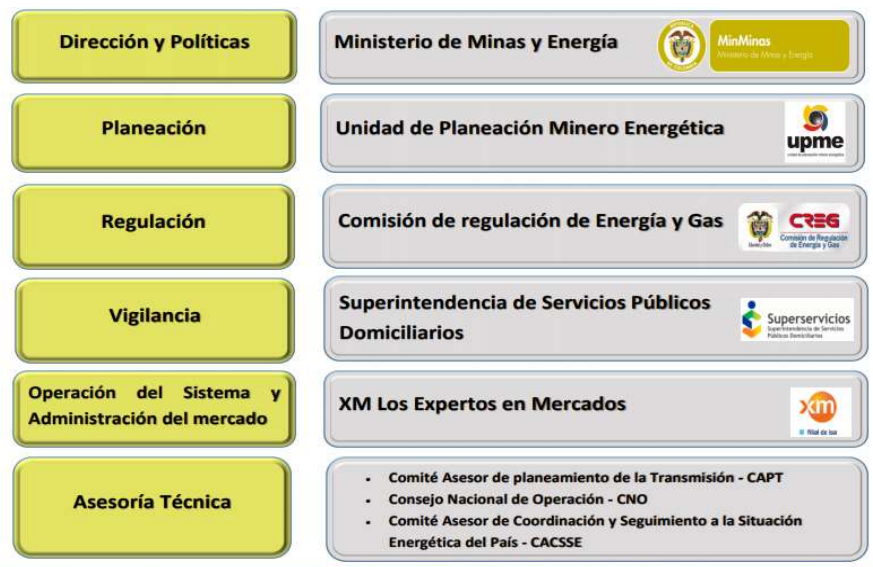 Dirección y Políticas
Ministerio de Minas y Energía
MinMinas
Ministerio de Minas y Energía
Planeación
Unidad de Planeación Minero Energética
upme
Regulación
Comisión de regulación de Energía y Gas
CREG
Comisión de Regulación
de Energía y Gas
Vigilancia
Superintendencia de Servicios Públicos
Domiciliarios
Superservicios
Superintendencia de Servicios
Públicos Domiciliarios
Operación del Sistema y
Administración del mercado
XM Los Expertos en Mercados
xm
Filial de isa
Asesoría Técnica
• Comité Asesor de planeamiento de la Transmisión - CAPT
• Consejo Nacional de Operación - CNO
• Comité Asesor de Coordinación y Seguimiento a la Situación
Energética del País - CACSSE